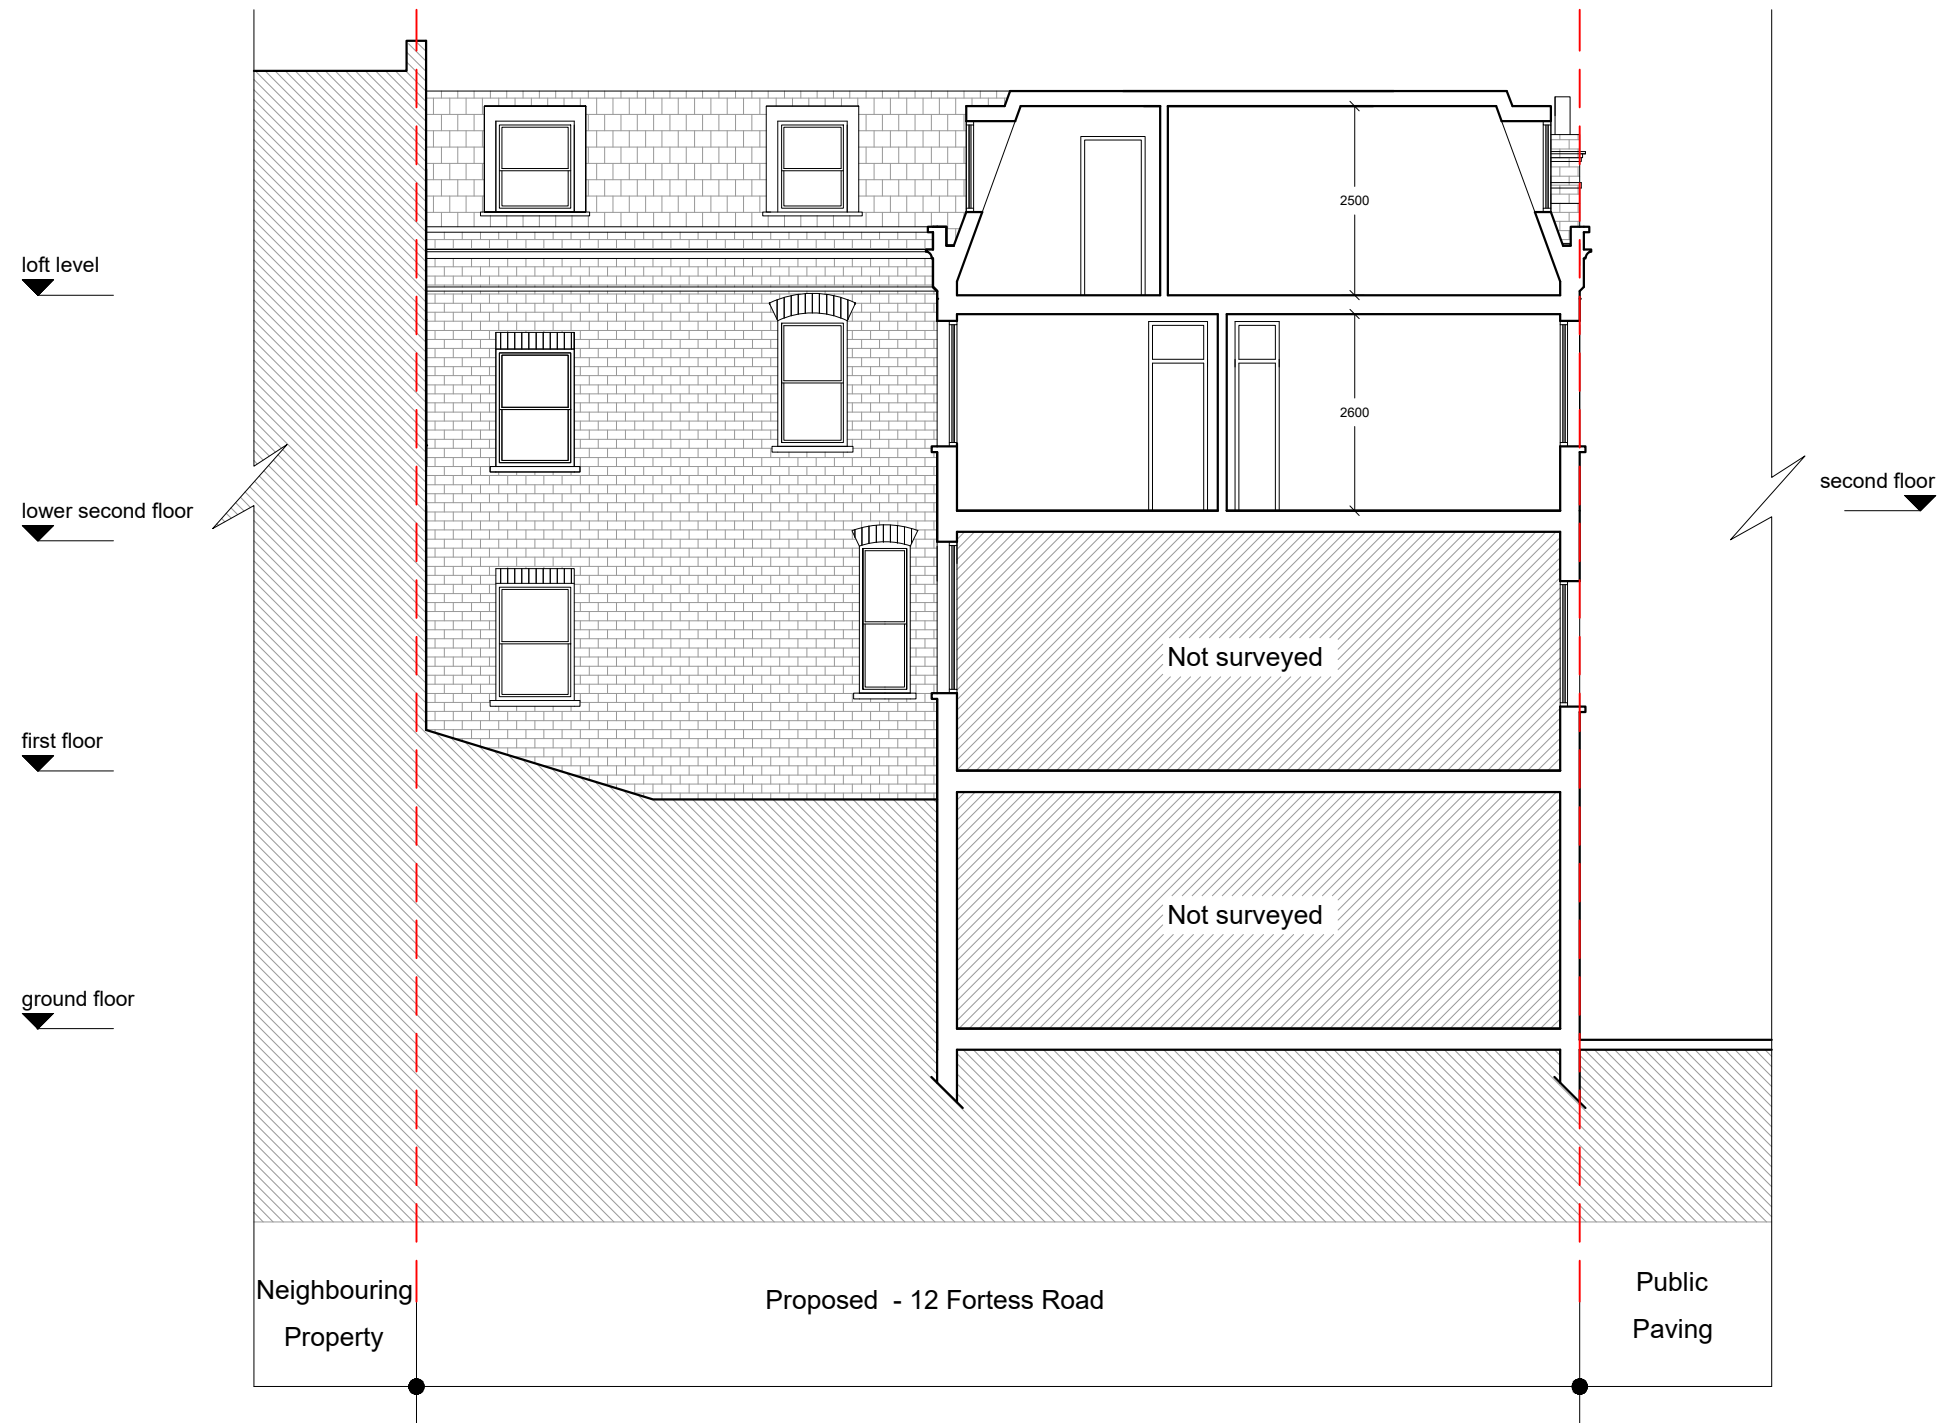 2500
loft level
2600
second floor
lower second floor
Not surveyed
first floor
Not surveyed
ground floor
Neighbouring
Property
Proposed - 12 Fortess Road
Public
Paving